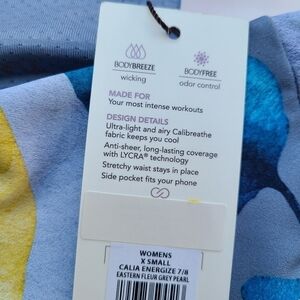 BODYBREEZE
wicking
BODYFREE
odor control
MADE FOR
Your most intense workouts
DESIGN DETAILS
Ultra-light and airy Calibreathe
fabric keeps you cool
Anti-sheer, long-lasting coverage
with LYCRA® technology
Stretchy waist stays in place
Side pocket fits your phone
WOMENS
X SMALL
CALIA ENERGIZE 7/8
EASTERN FLEUR GREY PEARL